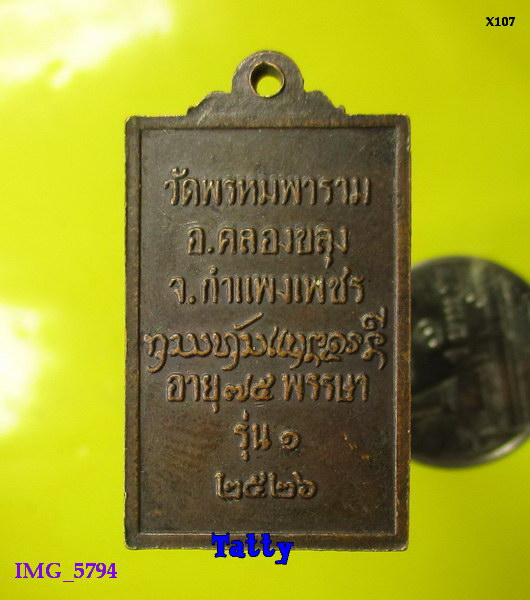 X107
วัดพรหมพาราม
อ.คลองขลุง
จ.กำแพงเพชร
อายุ๗๕ พรรษา
รุ่น ๑
๒๕๒๖
Tatty
IMG_5794